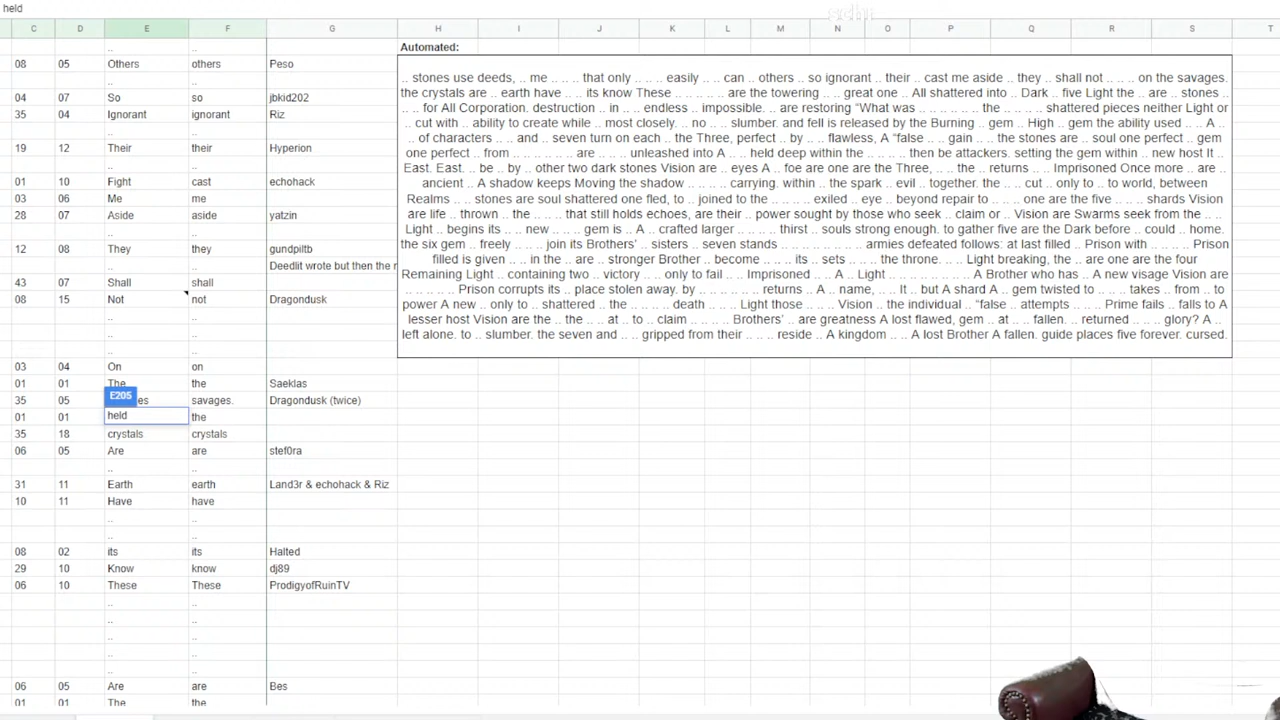 held
C D E F G H I J K L M N O P Q R S T
.. .. Automated:
08 05 Others others Peso
.. ..
04 07 So so jbkid202
35 04 Ignorant ignorant Riz
.. ..
19 12 Their their Hyperion
.. ..
01 10 Fight cast echohack
03 06 Me me
28 07 Aside aside yatzin
.. ..
12 08 They they gundpiltb
Deedlit wrote but then the r
43 07 Shall shall
08 15 Not not Dragondusk
.. ..
.. ..
.. ..
03 04 On on
01 01 The the Saeklas
E205
35 05 es savages. Dragondusk (twice)
01 01 held the
35 18 crystals crystals
06 05 Are are stef0ra
.. ..
31 11 Earth earth Land3r & echohack & Riz
10 11 Have have
.. ..
.. ..
08 02 its its Halted
29 10 Know know dj89
06 10 These These ProdigyofRuinTV
.. ..
.. ..
.. ..
.. ..
.. ..
06 05 Are are Bes
01 01 The the
.. stones use deeds, .. me .. .. .. that only .. .. .. easily .. .. can .. others .. so ignorant .. their .. cast me aside .. they .. shall not .. .. .. on the savages.
the crystals are .. earth have .. .. its know These .. .. .. .. .. are the towering .. .. great one .. All shattered into .. Dark .. five Light the .. are .. stones ..
.. .. .. for All Corporation. destruction .. in .. .. endless .. impossible. .. are restoring “What was .. .. .. .. .. the .. .. .. shattered pieces neither Light or
.. cut with .. ability to create while .. most closely. .. no .. slumber. and fell is released by the Burning .. gem .. High .. gem the ability used .. .. A ..
.. of characters .. .. and .. seven turn on each .. the Three, perfect .. by .. flawless, A “false .. gain .. .. the stones are .. soul one perfect .. gem
one perfect .. from .. .. .. .. .. are .. .. unleashed into A .. .. held deep within the .. .. .. .. then be attackers. setting the gem within .. new host It ..
East. East. .. be .. by .. other two dark stones Vision are .. eyes A .. foe are one are the Three, .. .. the .. returns .. .. Imprisoned Once more .. are ..
ancient .. A shadow keeps Moving the shadow .. .. .. .. carrying. within .. the spark .. evil .. together. the .. cut .. only to .. to world, between
Realms .. .. stones are soul shattered one fled, to .. joined to the .. .. .. exiled .. eye .. beyond repair to .. .. .. one are the five .. .. .. shards Vision
are life .. thrown .. the .. .. that still holds echoes, are their .. power sought by those who seek .. claim or .. Vision are Swarms seek from the .. ..
Light .. begins its .. new .. gem is .. A .. crafted larger .. .. .. thirst .. souls strong enough. to gather five are the Dark before .. could .. home.
the six gem .. freely .. .. join its Brothers’ .. sisters .. seven stands .. .. .. .. .. armies defeated follows: at last filled .. Prison with .. .. .. Prison
filled is given .. .. in the .. are .. stronger Brother .. become .. .. its .. sets .. .. the throne. .. .. Light breaking, the .. are one are the four
Remaining Light .. containing two .. victory .. .. only to fail .. Imprisoned .. A .. Light .. .. .. .. .. A Brother who has .. A new visage Vision are
.. .. .. .. .. Prison corrupts its .. place stolen away. by .. .. .. .. returns .. A name, .. .. It .. but A shard A .. gem twisted to .. .. takes .. from .. to
power A new .. only to .. shattered .. the .. .. .. death .. .. Light those .. .. Vision .. the individual .. “false .. attempts .. .. Prime fails .. falls to A
lesser host Vision are the .. the .. .. at .. to .. claim .. .. Brothers’ .. are greatness A lost flawed, gem .. at .. fallen. .. returned .. .. .. glory? A ..
left alone. to .. slumber. the seven and .. .. gripped from their .. .. .. reside .. A kingdom .. .. A lost Brother A fallen. guide places five forever. cursed.